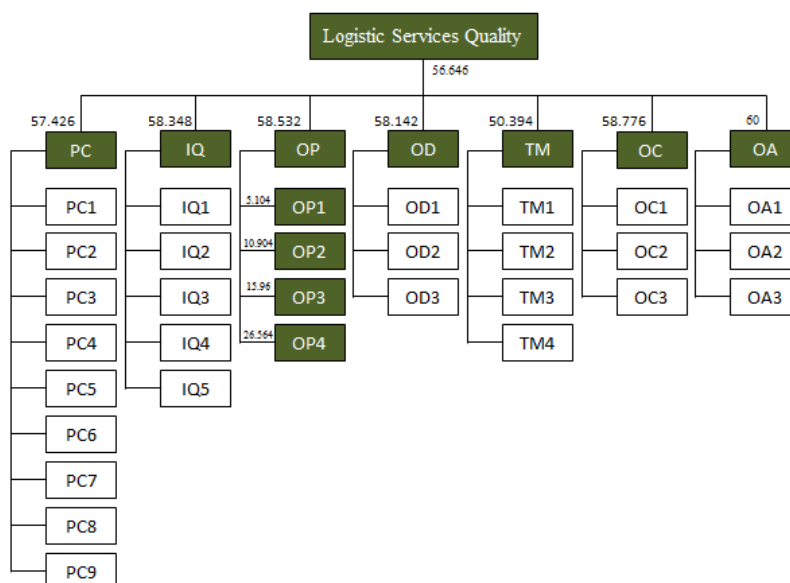 Logistic Services Quality
56.646
57.426 58.348 58.532 58.142 50.394 58.776 60
PC IQ OP OD TM OC OA
PC1 IQ1 5.104 OP1 OD1 TM1 OC1 OA1
PC2 IQ2 10.904 OP2 OD2 TM2 OC2 OA2
PC3 IQ3 15.96 OP3 OD3 TM3 OC3 OA3
PC4 IQ4 26.564 OP4 TM4
PC5 IQ5
PC6
PC7
PC8
PC9